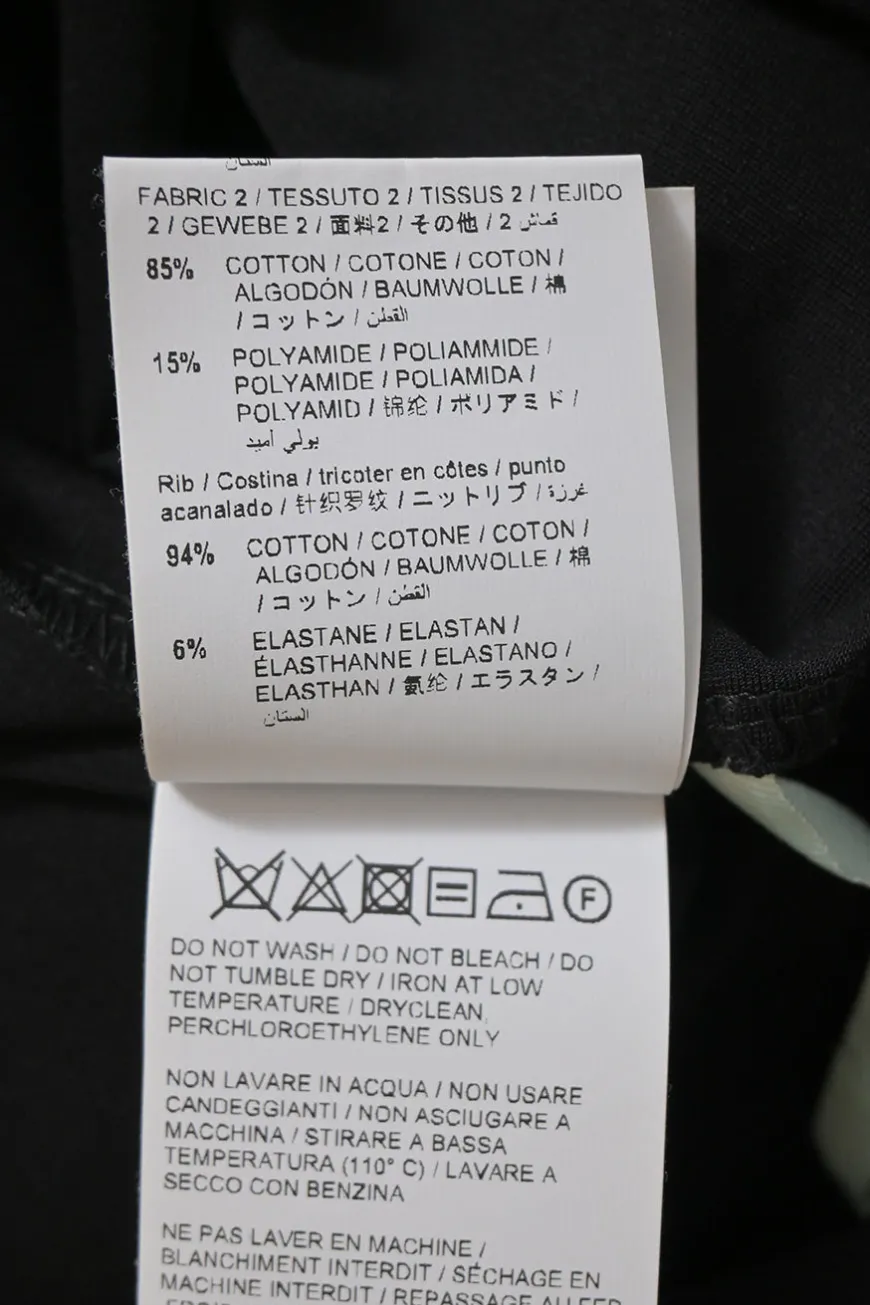 السنان
FABRIC 2 / TESSUTO 2 / TISSUS 2 / TEJIDO
2 / GEWEBE 2 / 面料2 / その他 / 2 قماش
85% COTTON / COTONE / COTON /
ALGODÓN / BAUMWOLLE / 棉
/ コットン / القطن
15% POLYAMIDE / POLIAMMIDE /
POLYAMIDE / POLIAMIDA /
POLYAMID / 锦纶 / ポリアミド /
بولي أميد
Rib / Costina / tricoter en côtes / punto
acanalado / 针织罗纹 / ニットリブ / غرزة
94% COTTON / COTONE / COTON /
ALGODÓN / BAUMWOLLE / 棉
/ コットン / القطن
6% ELASTANE / ELASTAN /
ÉLASTHANNE / ELASTANO /
ELASTHAN / 氨纶 / エラスタン /
الستان
F
DO NOT WASH / DO NOT BLEACH / DO
NOT TUMBLE DRY / IRON AT LOW
TEMPERATURE / DRYCLEAN,
PERCHLOROETHYLENE ONLY
NON LAVARE IN ACQUA / NON USARE
CANDEGGIANTI / NON ASCIUGARE A
MACCHINA / STIRARE A BASSA
TEMPERATURA (110° C) / LAVARE A
SECCO CON BENZINA
NE PAS LAVER EN MACHINE /
BLANCHIMENT INTERDIT / SÉCHAGE EN
MACHINE INTERDIT / REPASSAGE AU FER